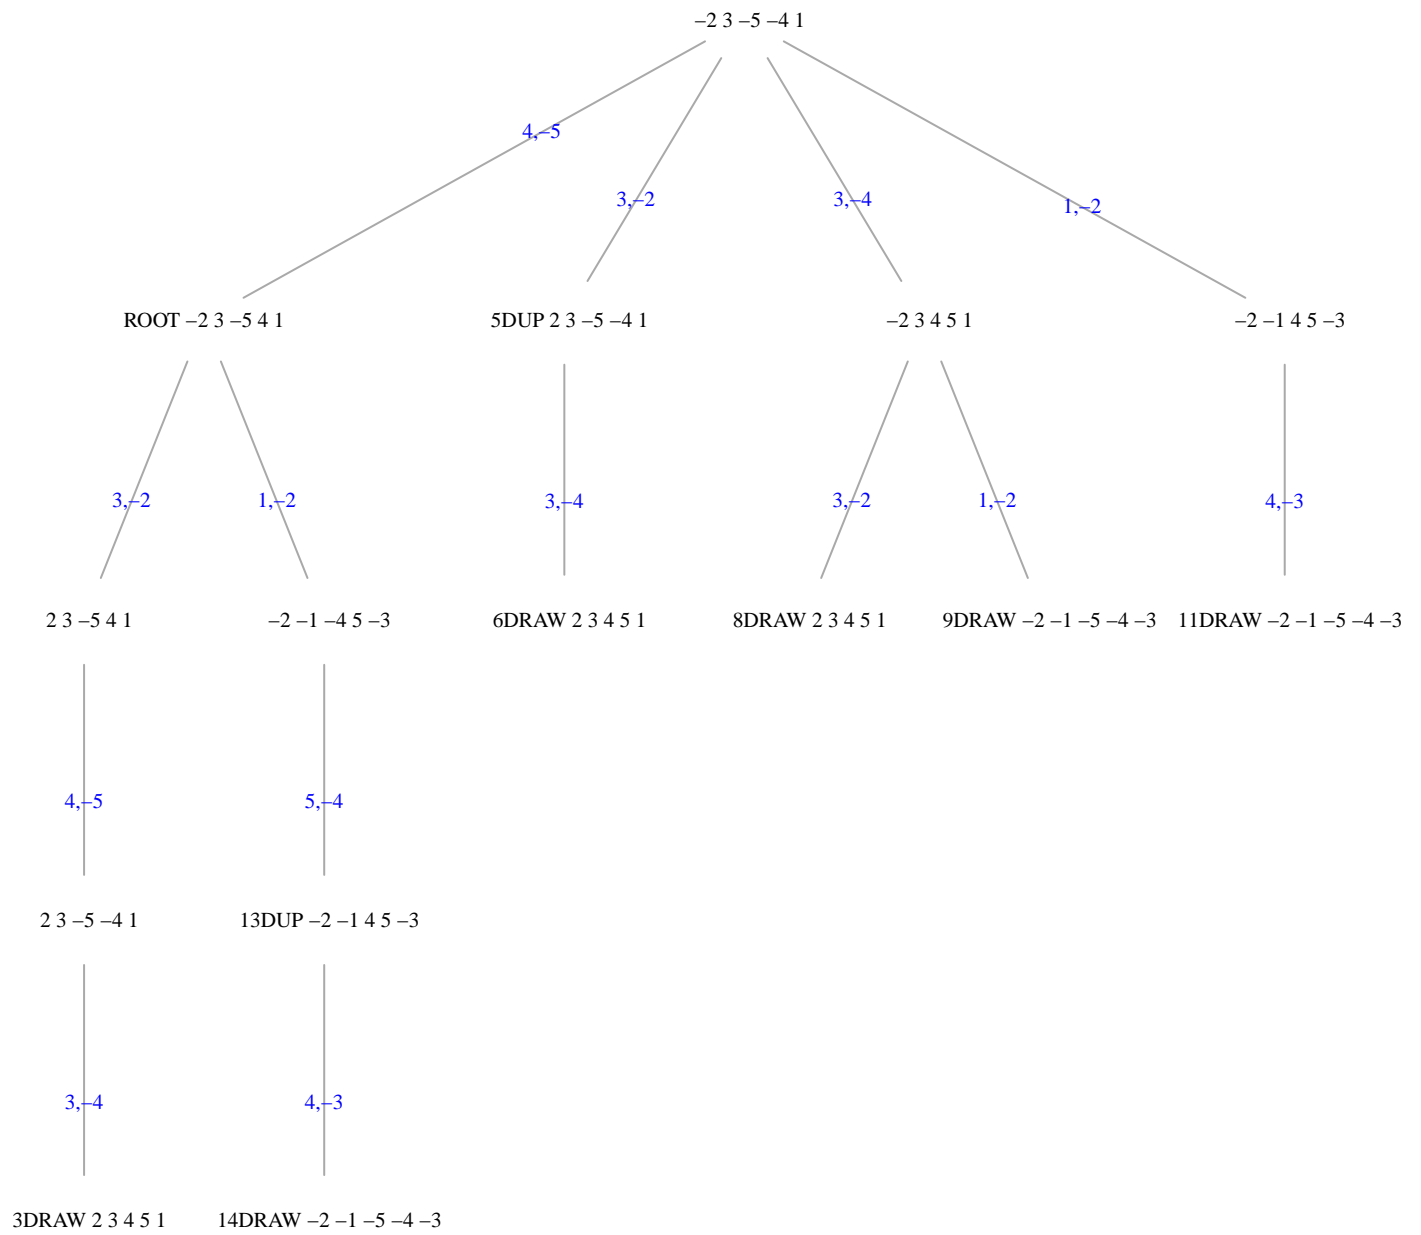 –2 3 –5 –4 1
4,–5
3,–2
3,–4
1,–2
ROOT –2 3 –5 4 1
5DUP 2 3 –5 –4 1
–2 3 4 5 1
–2 –1 4 5 –3
3,–2
1,–2
3,–4
3,–2
1,–2
4,–3
2 3 –5 4 1
–2 –1 –4 5 –3
6DRAW 2 3 4 5 1
8DRAW 2 3 4 5 1
9DRAW –2 –1 –5 –4 –3
11DRAW –2 –1 –5 –4 –3
4,–5
5,–4
2 3 –5 –4 1
13DUP –2 –1 4 5 –3
3,–4
4,–3
3DRAW 2 3 4 5 1
14DRAW –2 –1 –5 –4 –3